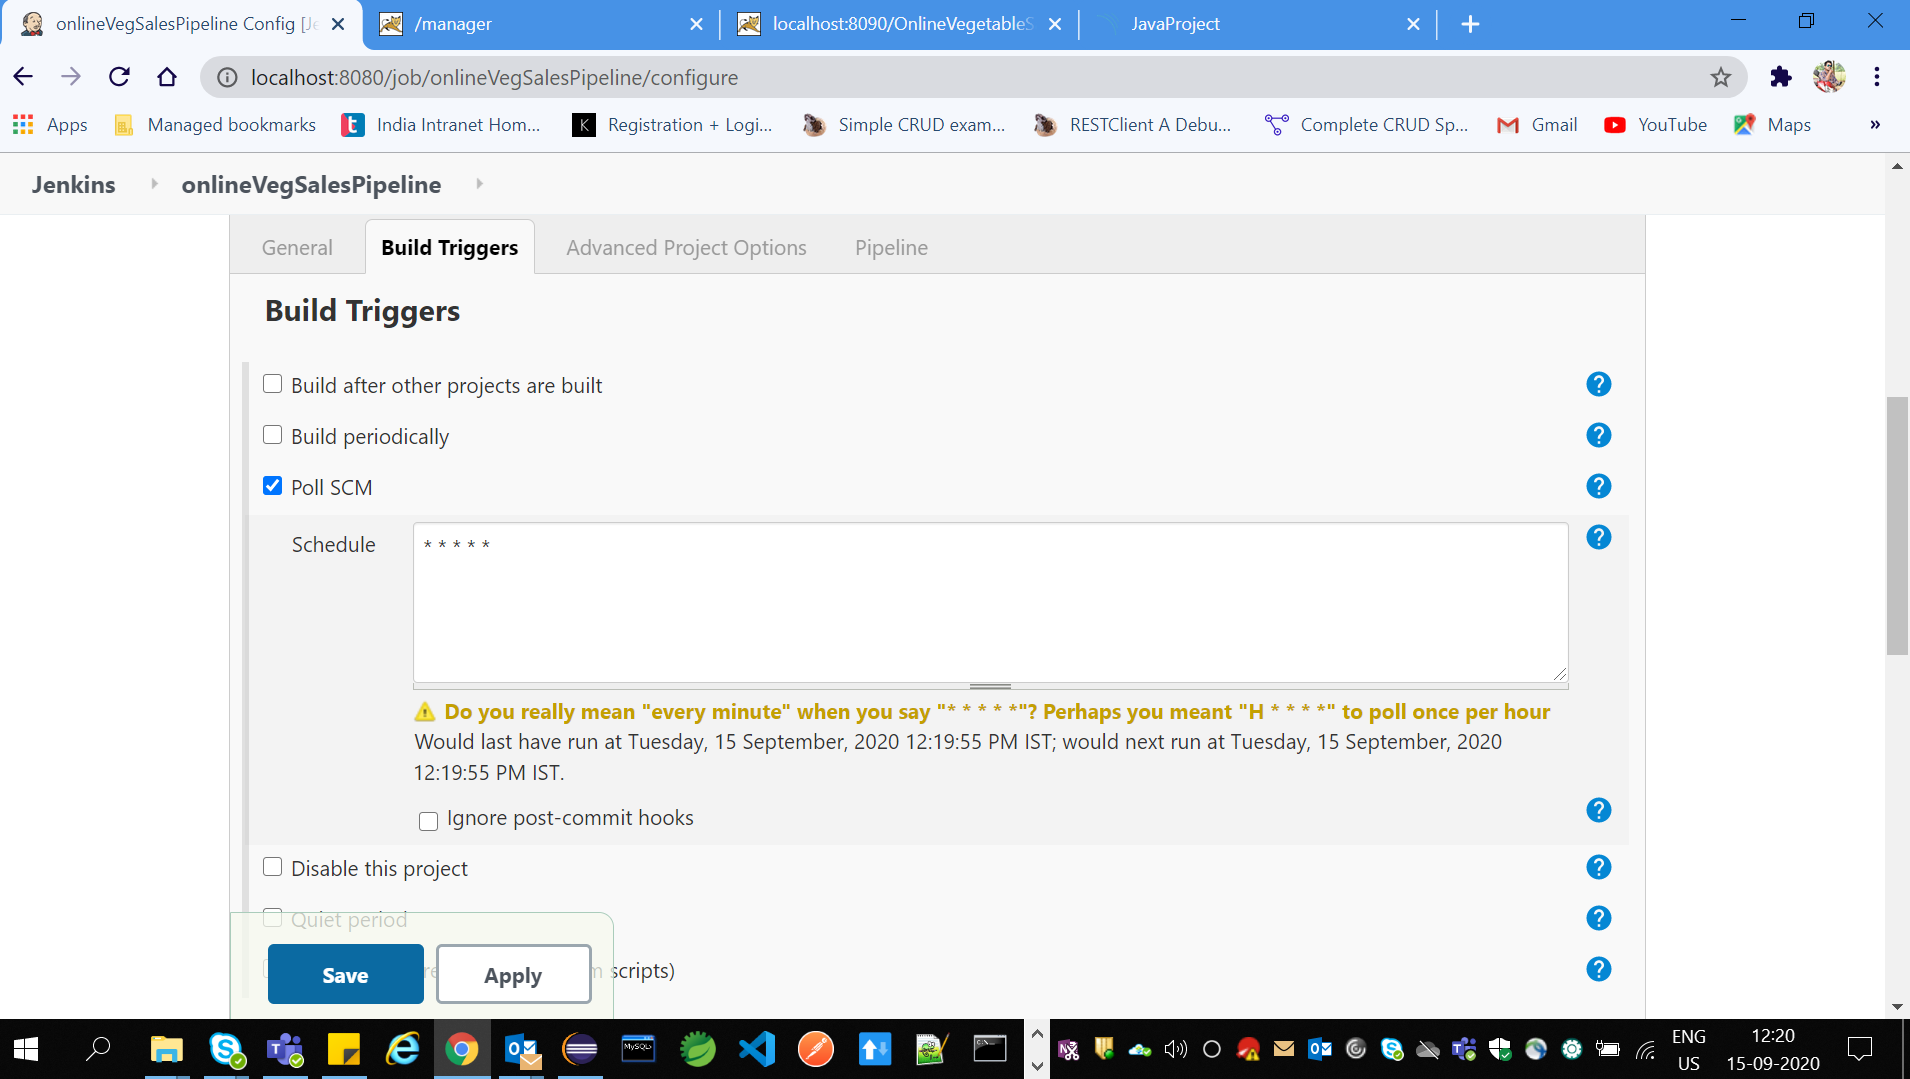 onlineVegSalesPipeline Config [Je
/manager
localhost:8090/OnlineVegetableS
JavaProject
localhost:8080/job/onlineVegSalesPipeline/configure
Apps
Managed bookmarks
India Intranet Hom...
Registration + Logi...
Simple CRUD exam...
RESTClient A Debu...
Complete CRUD Sp...
Gmail
YouTube
Maps
»
Jenkins
onlineVegSalesPipeline
General
Build Triggers
Advanced Project Options
Pipeline
Build Triggers
Build after other projects are built
Build periodically
Poll SCM
Schedule
* * * * *
Do you really mean "every minute" when you say "* * * * *"? Perhaps you meant "H * * * *" to poll once per hour
Would last have run at Tuesday, 15 September, 2020 12:19:55 PM IST; would next run at Tuesday, 15 September, 2020
12:19:55 PM IST.
Ignore post-commit hooks
Disable this project
Quiet period
scripts)
Save
Apply
MySQL
ENG
US
12:20
15-09-2020